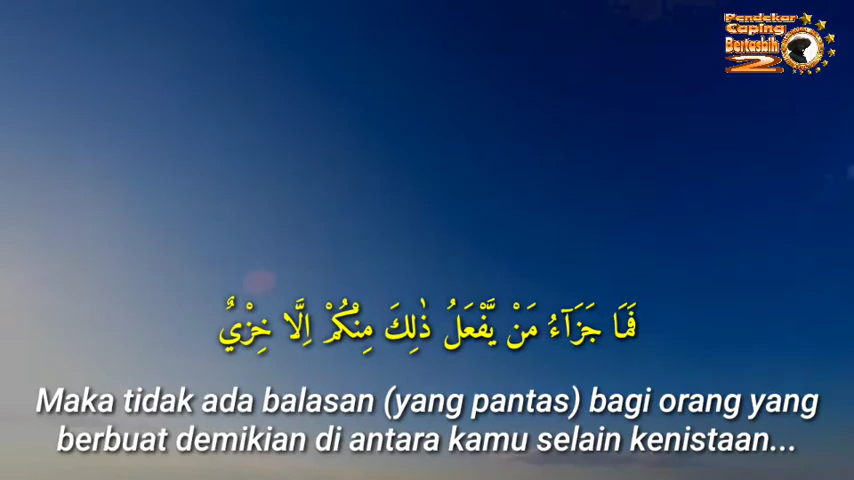 Pendekar
Caping
Bertasbih
2
فَمَا جَزَآءُ مَنْ يَّفْعَلُ ذٰلِكَ مِنْكُمْ اِلَّا خِزْيٌ
Maka tidak ada balasan (yang pantas) bagi orang yang
berbuat demikian di antara kamu selain kenistaan...